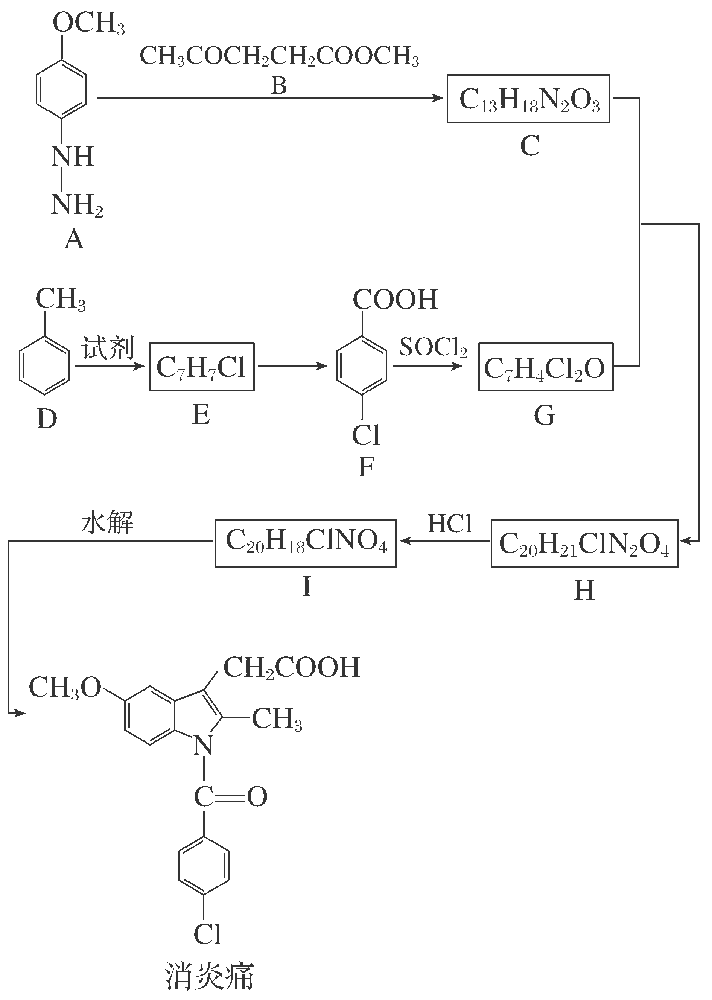 OCH₃
CH₃COCH₂CH₂COOCH₃
B
C₁₃H₁₈N₂O₃
C
NH
NH₂
A
CH₃
COOH
试剂
SOCl₂
C₇H₇Cl
C₇H₄Cl₂O
D
E
G
Cl
F
水解
HCl
C₂₀H₁₈ClNO₄
C₂₀H₂₁ClN₂O₄
I
H
CH₂COOH
CH₃O
CH₃
N
C
O
Cl
消炎痛